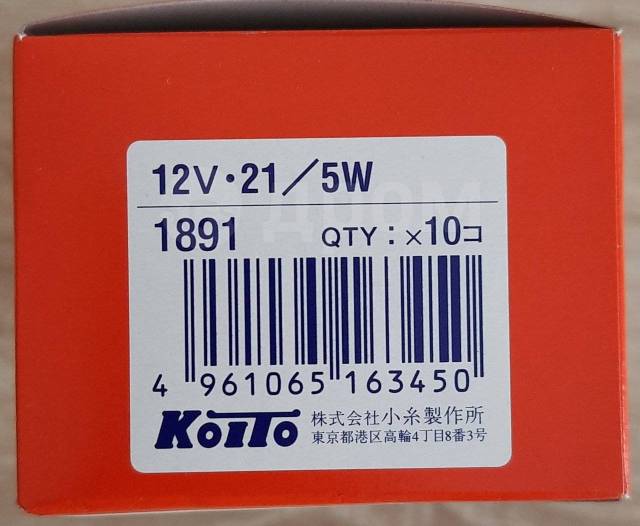 12V・21/5W
1891 QTY : ×10コ
4 961065 163450
KOITO 株式会社小糸製作所
東京都港区高輪4丁目8番3号